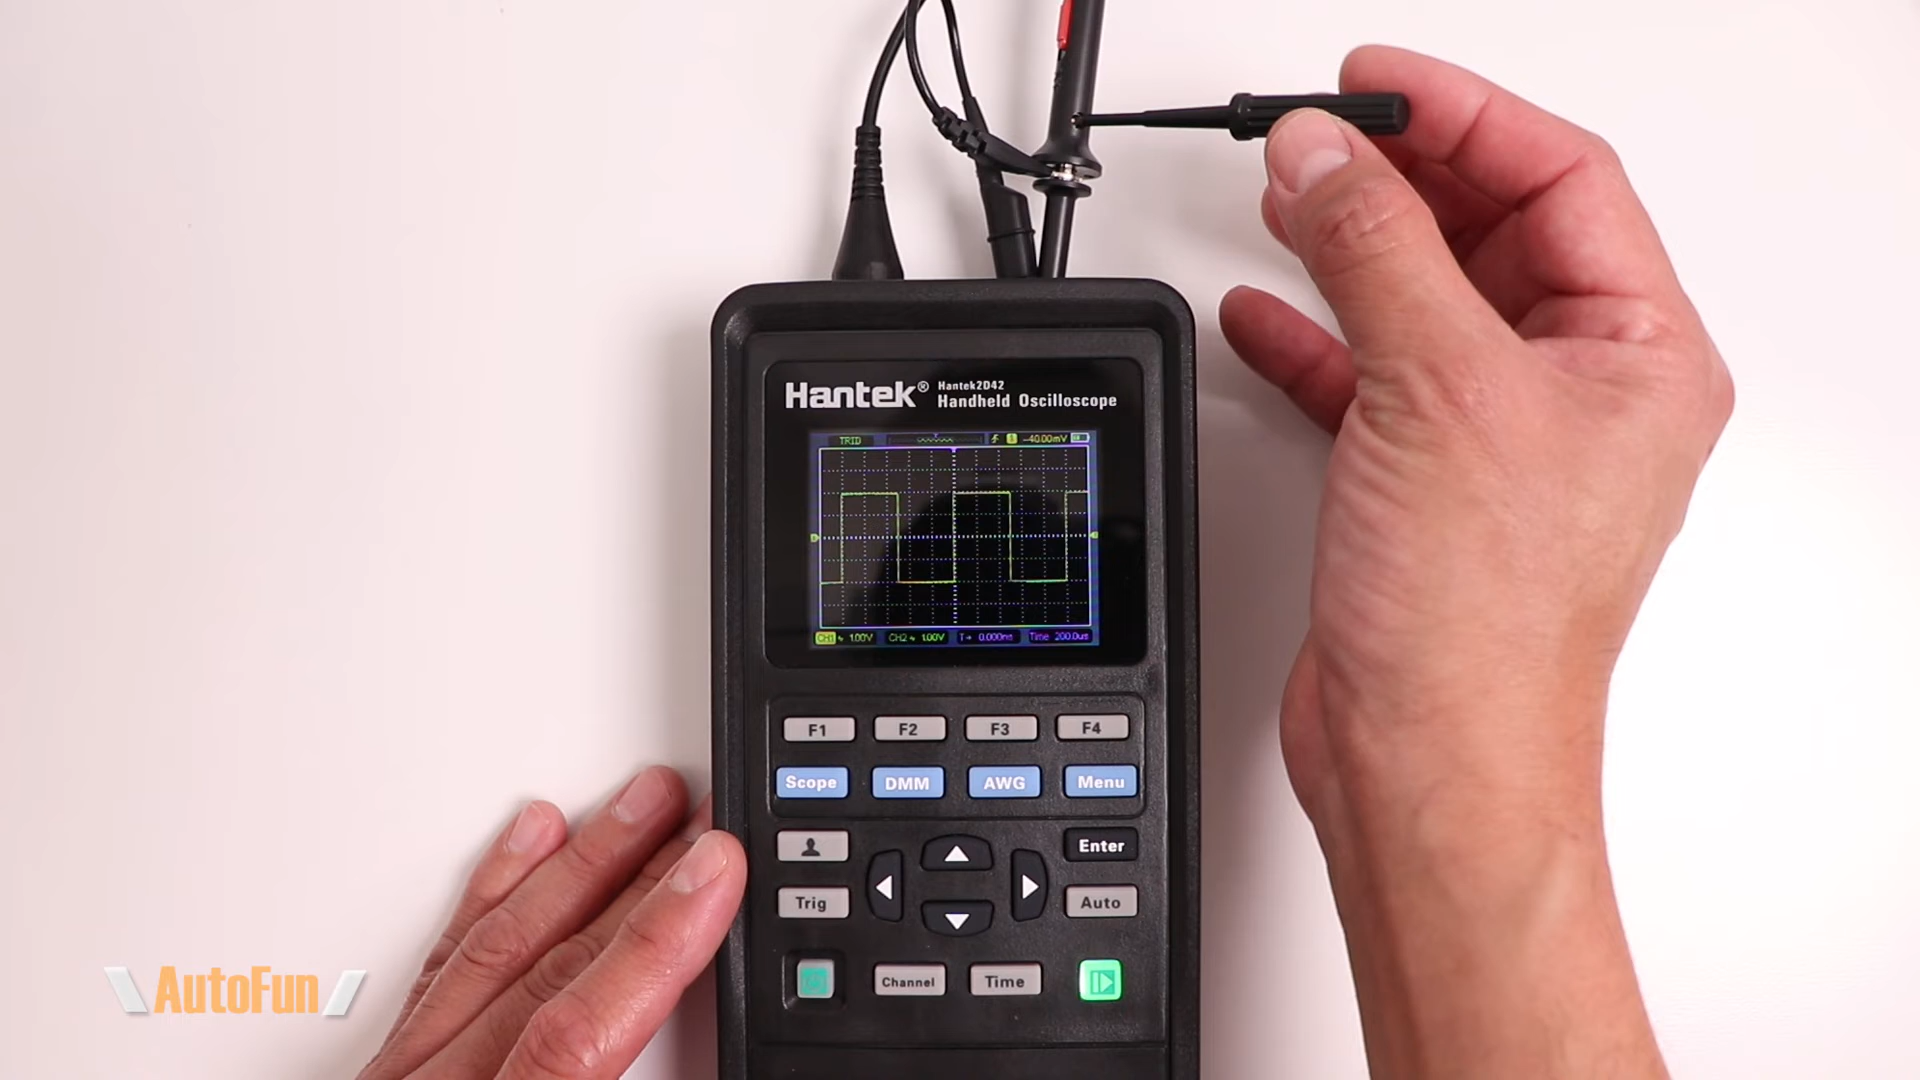 Hantek®
Hantek2D42
Handheld Oscilloscope
TRIG
-40.00mV
CH1 1.00V CH2 1.00V T→ 0.000ns Time 200.0us
F1 F2 F3 F4
Scope DMM AWG Menu
Enter
Trig Auto
Channel Time
AutoFun